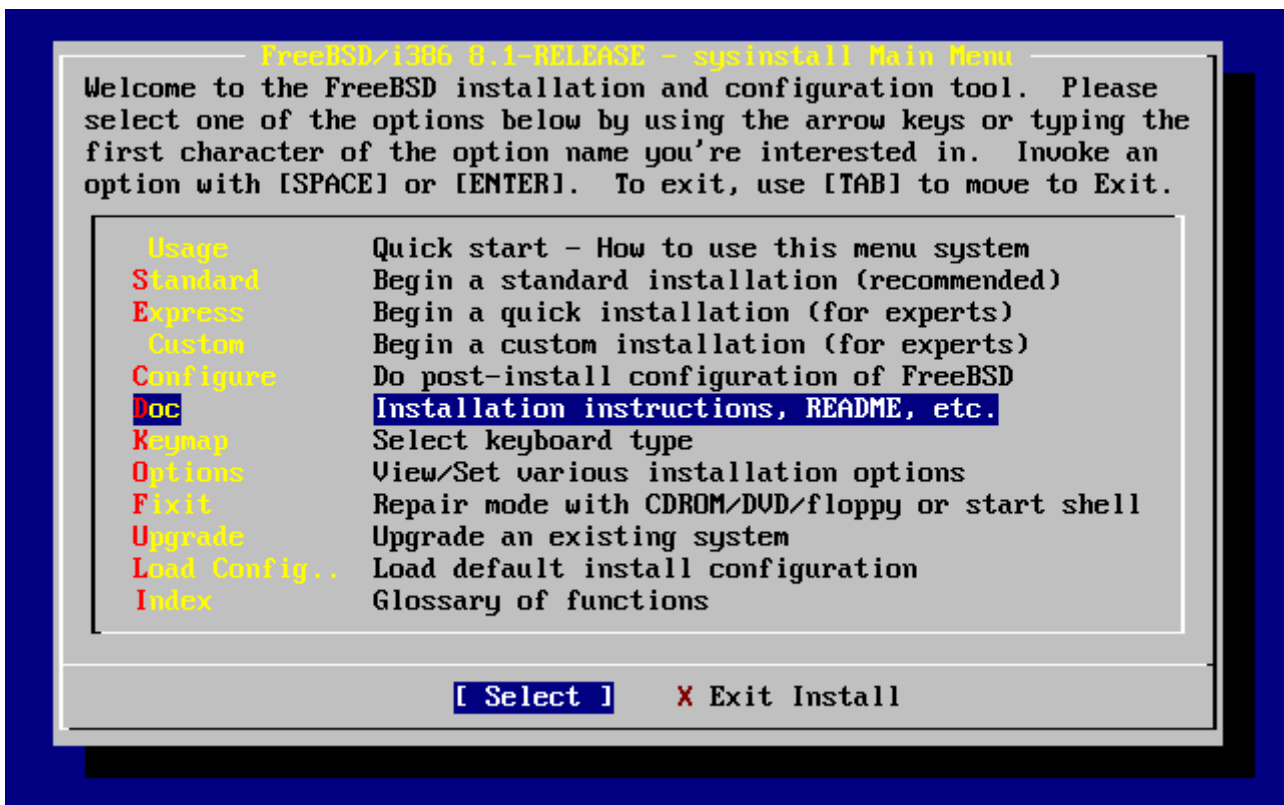 FreeBSD/i386 8.1-RELEASE - sysinstall Main Menu
Welcome to the FreeBSD installation and configuration tool.  Please
select one of the options below by using the arrow keys or typing the
first character of the option name you're interested in.  Invoke an
option with [SPACE] or [ENTER].  To exit, use [TAB] to move to Exit.
Usage Quick start - How to use this menu system
Standard Begin a standard installation (recommended)
Express Begin a quick installation (for experts)
Custom Begin a custom installation (for experts)
Configure Do post-install configuration of FreeBSD
Doc Installation instructions, README, etc.
Keymap Select keyboard type
Options View/Set various installation options
Fixit Repair mode with CDROM/DVD/floppy or start shell
Upgrade Upgrade an existing system
Load Config.. Load default install configuration
Index Glossary of functions
[ Select ] X Exit Install